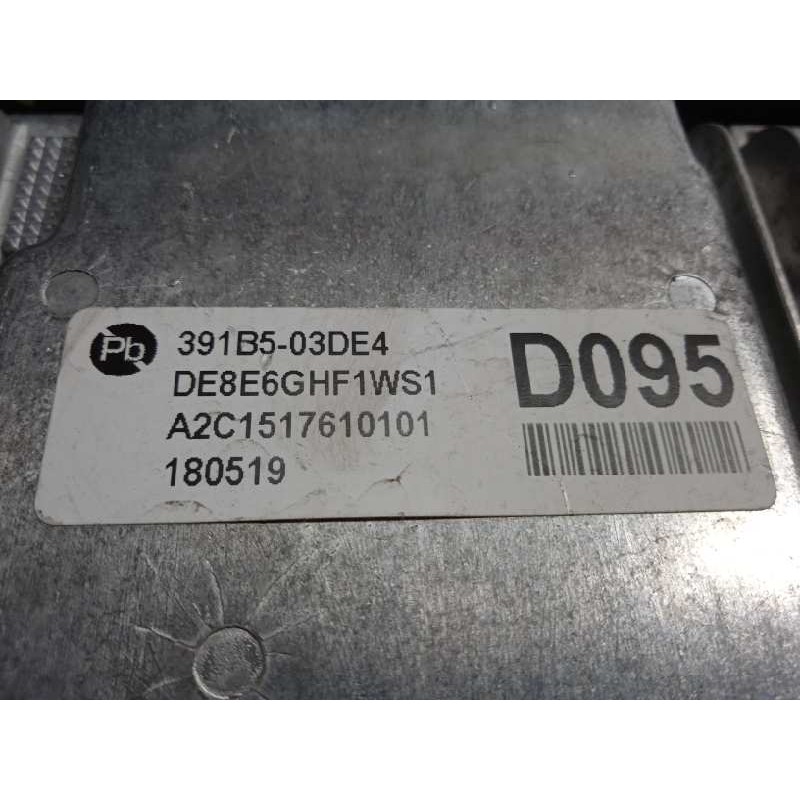 Pb
391B5-03DE4
DE8E6GHF1WS1
A2C1517610101
180519
D095